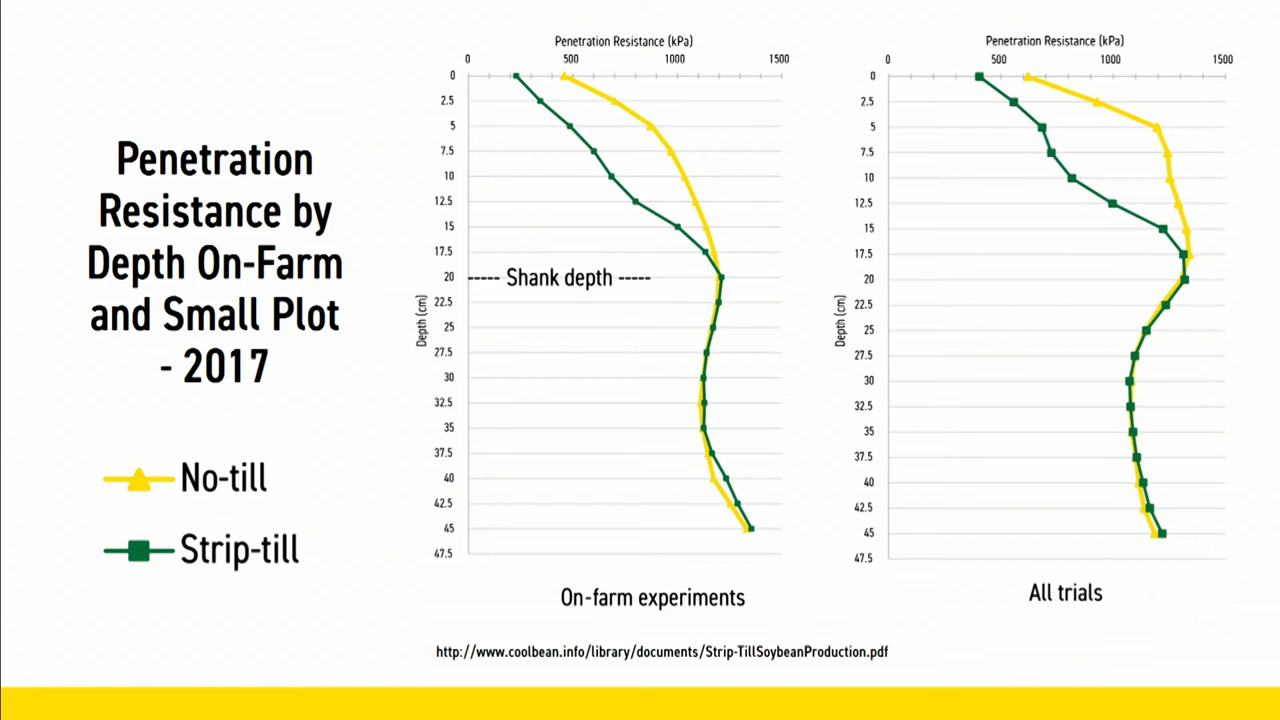 Penetration
Resistance by
Depth On-Farm
and Small Plot
- 2017
No-till
Strip-till
Penetration Resistance (kPa)
0 500 1000 1500
0
2.5
5
7.5
10
12.5
15
17.5
20
22.5
25
27.5
30
32.5
35
37.5
40
42.5
45
47.5
Depth (cm)
----- Shank depth -----
On-farm experiments
Penetration Resistance (kPa)
0 500 1000 1500
0
2.5
5
7.5
10
12.5
15
17.5
20
22.5
25
27.5
30
32.5
35
37.5
40
42.5
45
47.5
Depth (cm)
All trials
http://www.coolbean.info/library/documents/Strip-TillSoybeanProduction.pdf